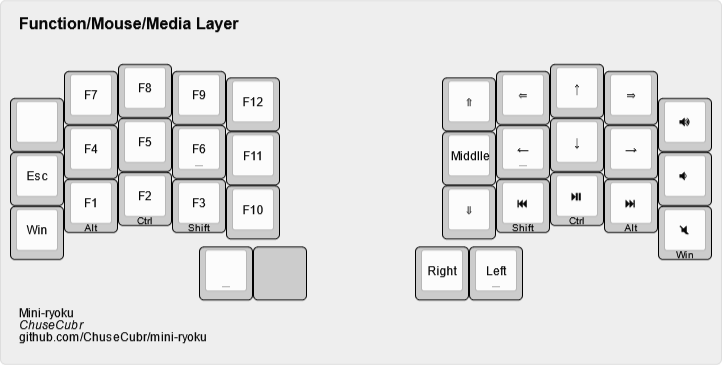 Function/Mouse/Media Layer
F7 F8 F9 F12 ⇑ ⇐ ↑ ⇒
Esc F4 F5 F6 F11 Middle ← ↓ →
Win F1 F2 F3 F10 ⇓ ⏮ ⏯ ⏭
Alt Ctrl Shift Shift Ctrl Alt Win
Right Left
Mini-ryoku
ChuseCubr
github.com/ChuseCubr/mini-ryoku